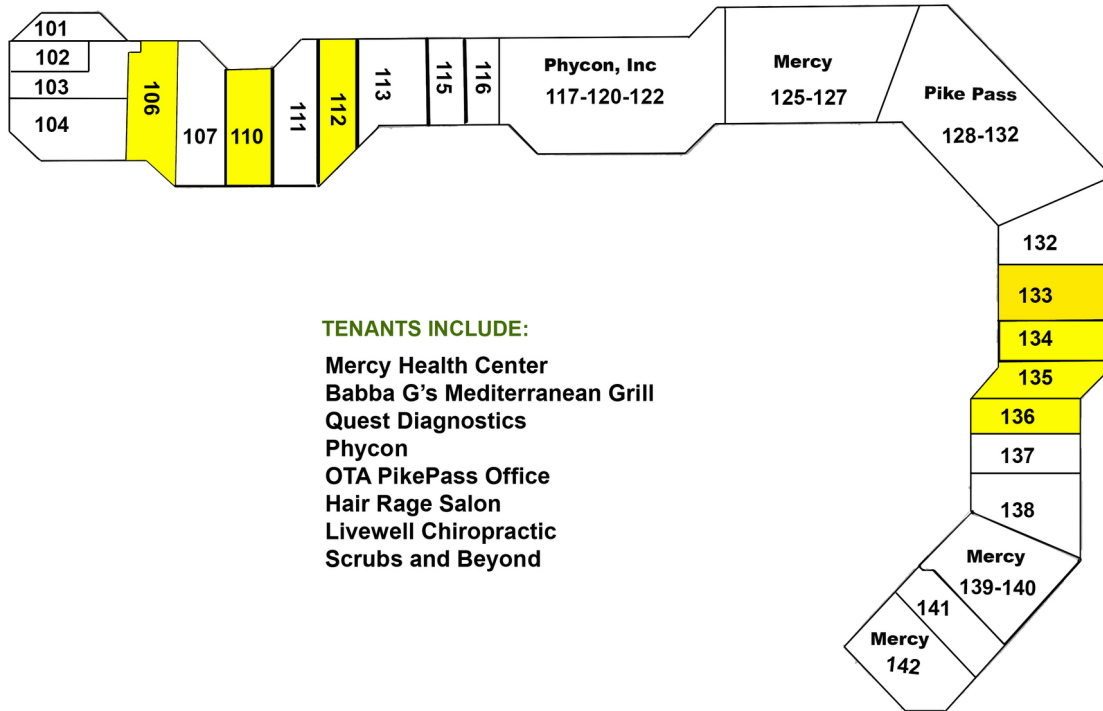 101
102
103
104
106
107
110
111
112
113
115
116
Phycon, Inc
117-120-122
Mercy
125-127
Pike Pass
128-132
132
133
134
135
136
137
138
Mercy
139-140
141
Mercy
142
TENANTS INCLUDE:
Mercy Health Center
Babba G's Mediterranean Grill
Quest Diagnostics
Phycon
OTA PikePass Office
Hair Rage Salon
Livewell Chiropractic
Scrubs and Beyond